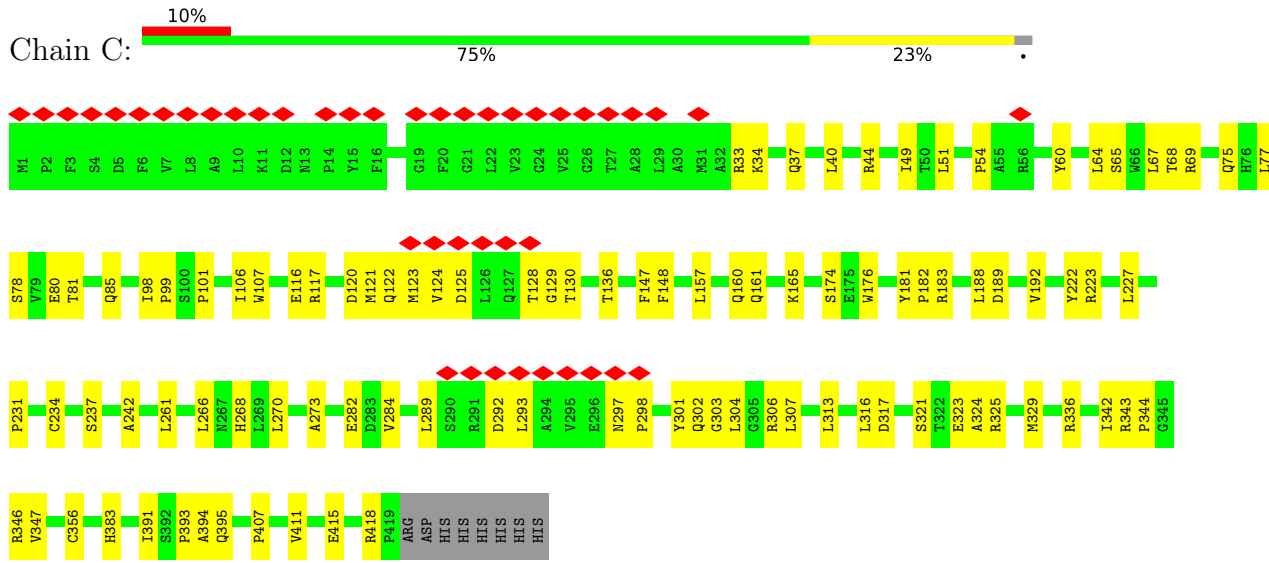 10%
Chain C:
75% 23% •
M1 P2 F3 S4 D5 F6 V7 L8 A9 L10 K11 D12 N13 P14 Y15 F16 G19 F20 G21 L22 V23 G24 V25 G26 T27 A28 L29 A30 M31 A32 R33 K34 Q37 L40 R44 I49 T50 L51 P54 A55 R56 Y60 L64 S65 W66 L67 T68 R69 Q75 H76 L77
S78 V79 E80 T81 Q85 I98 P99 S100 P101 I106 W107 E116 R117 D120 M121 Q122 M123 V124 D125 L126 Q127 T128 G129 T130 T136 F147 F148 L157 Q160 Q161 K165 S174 E175 W176 Y181 P182 R183 L188 D189 V192 Y222 R223 L227
P231 C234 S237 A242 L261 L266 N267 H268 L269 L270 A273 E282 D283 V284 L289 S290 R291 D292 L293 A294 V295 E296 N297 P298 Y301 Q302 G303 L304 G305 R306 L307 L313 L316 D317 S321 T322 E323 A324 R325 M329 R336 I342 R343 P344 G345
R346 V347 C356 H383 I391 S392 P393 A394 Q395 P407 V411 E415 R418 P419 ARG ASP HIS HIS HIS HIS HIS HIS